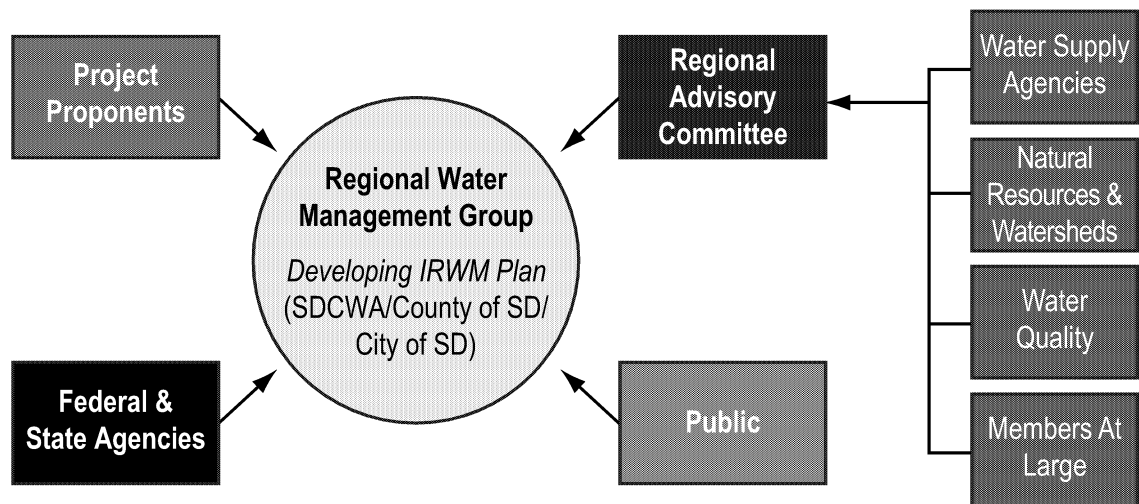 Project
Proponents
Regional
Advisory
Committee
Water Supply
Agencies
Natural
Resources &
Watersheds
Water
Quality
Members At
Large
Regional Water
Management Group
Developing IRWM Plan
(SDCWA/County of SD/
City of SD)
Federal &
State Agencies
Public